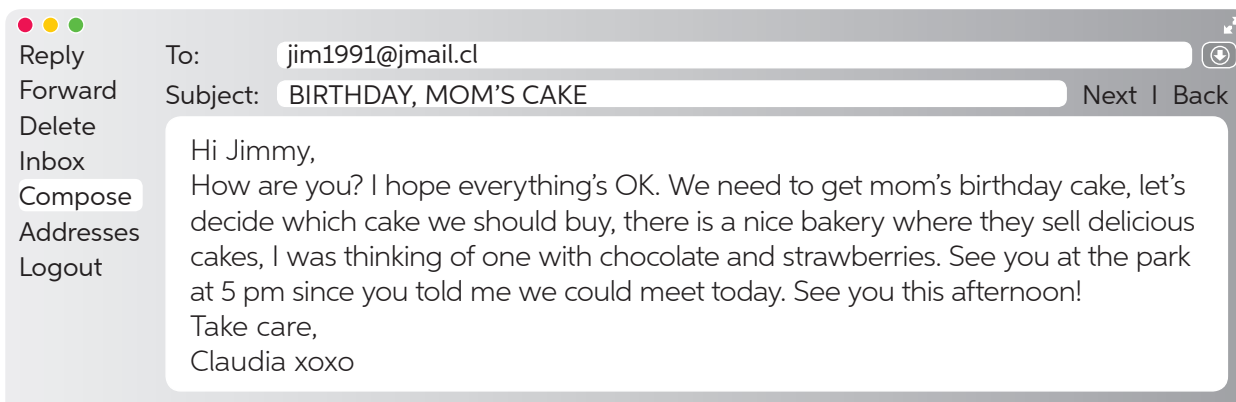 Reply
Forward
Delete
Inbox
Compose
Addresses
Logout
To: jim1991@jmail.cl
Subject: BIRTHDAY, MOM'S CAKE
Next I Back
Hi Jimmy,
How are you? I hope everything's OK. We need to get mom's birthday cake, let's
decide which cake we should buy, there is a nice bakery where they sell delicious
cakes, I was thinking of one with chocolate and strawberries. See you at the park
at 5 pm since you told me we could meet today. See you this afternoon!
Take care,
Claudia xoxo